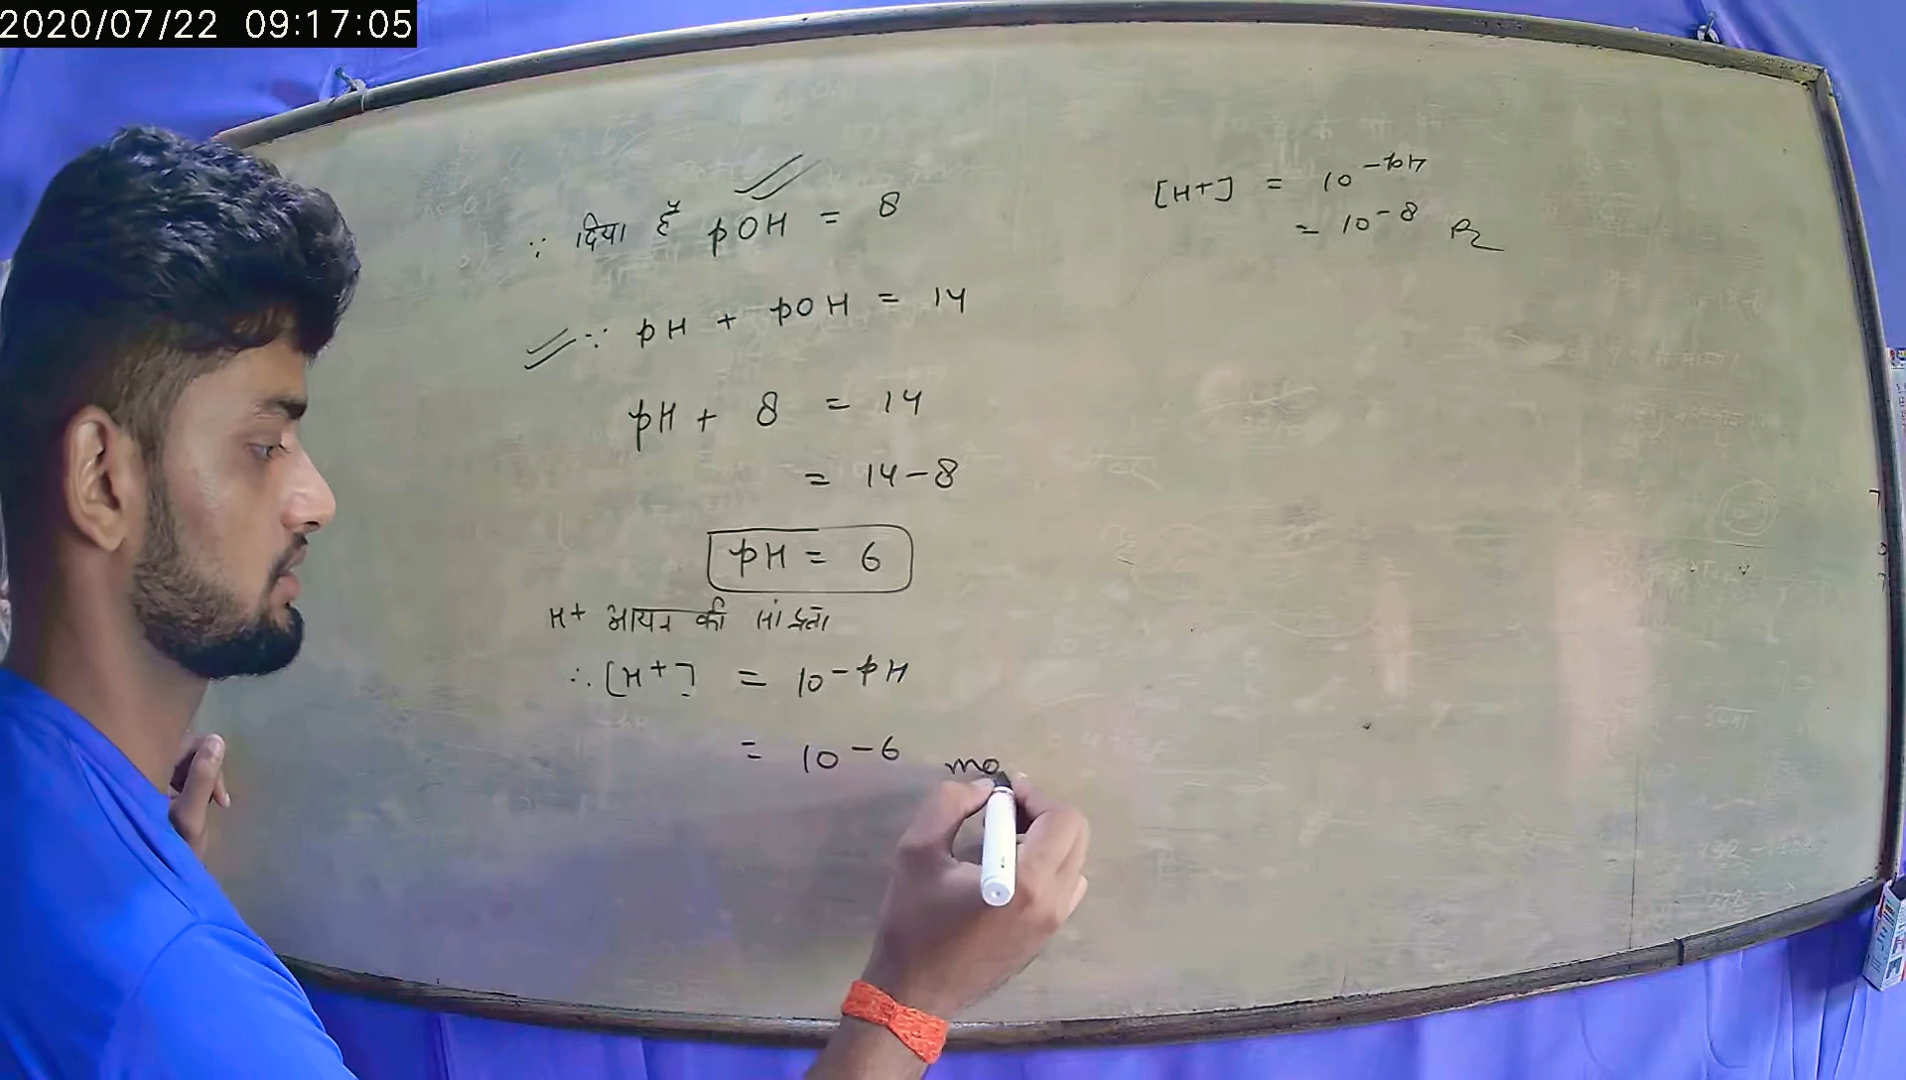 2020/07/22 09:17:05
∵ दिया है pOH = 8
∵ pH + pOH = 14
pH + 8 = 14
= 14-8
pH = 6
H+ आयन की सांद्रता
∴ [H+] = 10-pH
= 10-6 mo
[H+] = 10-pH
= 10-8